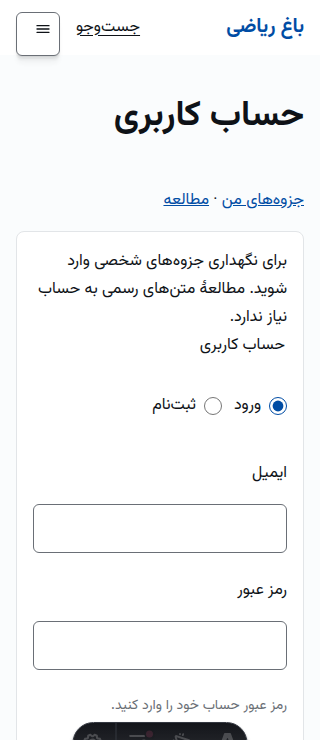 باغ ریاضی
جست‌وجو
حساب کاربری
جزوه‌های من · مطالعه
برای نگهداری جزوه‌های شخصی وارد
شوید. مطالعهٔ متن‌های رسمی به حساب
نیاز ندارد.
حساب کاربری
ورود
ثبت‌نام
ایمیل
رمز عبور
رمز عبور حساب خود را وارد کنید.